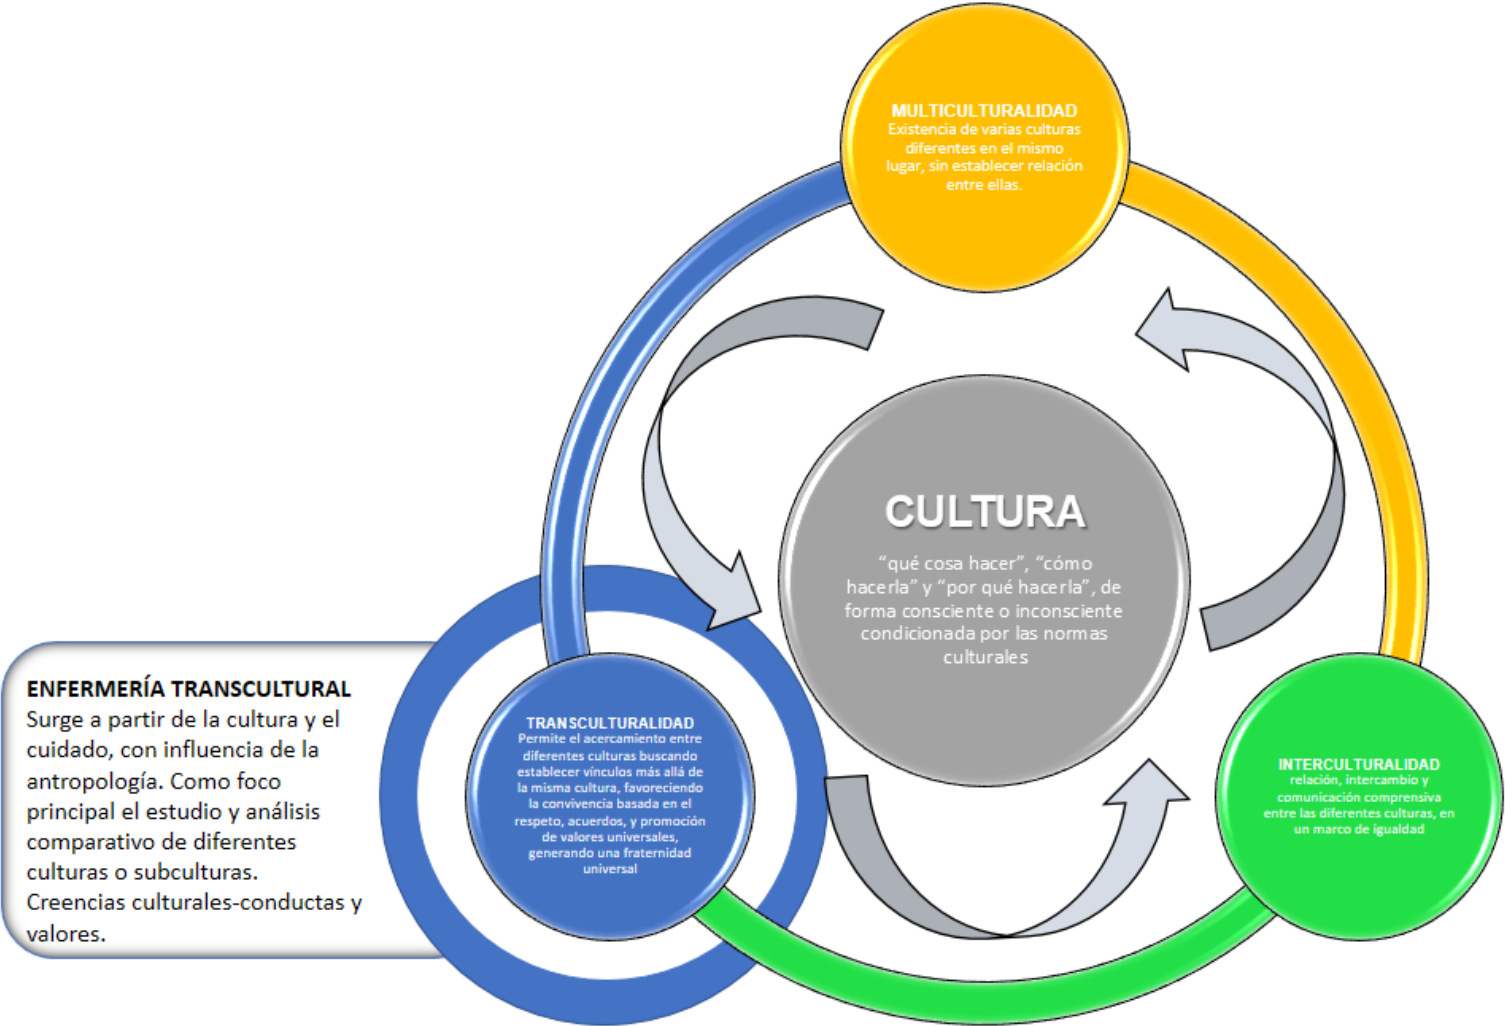 MULTICULTURALIDAD
Existencia de varias culturas
diferentes en el mismo
lugar, sin establecer relación
entre ellas.
CULTURA
“qué cosa hacer”, “cómo
hacerla” y “por qué hacerla”, de
forma consciente o inconsciente
condicionada por las normas
culturales
ENFERMERÍA TRANSCULTURAL
Surge a partir de la cultura y el
cuidado, con influencia de la
antropología. Como foco
principal el estudio y análisis
comparativo de diferentes
culturas o subculturas.
Creencias culturales-conductas y
valores.
TRANSCULTURALIDAD
Permite el acercamiento entre
diferentes culturas buscando
establecer vínculos más allá de
la misma cultura, favoreciendo
la convivencia basada en el
respeto, acuerdos, y promoción
de valores universales,
generando una fraternidad
universal
INTERCULTURALIDAD
relación, intercambio y
comunicación comprensiva
entre las diferentes culturas, en
un marco de igualdad